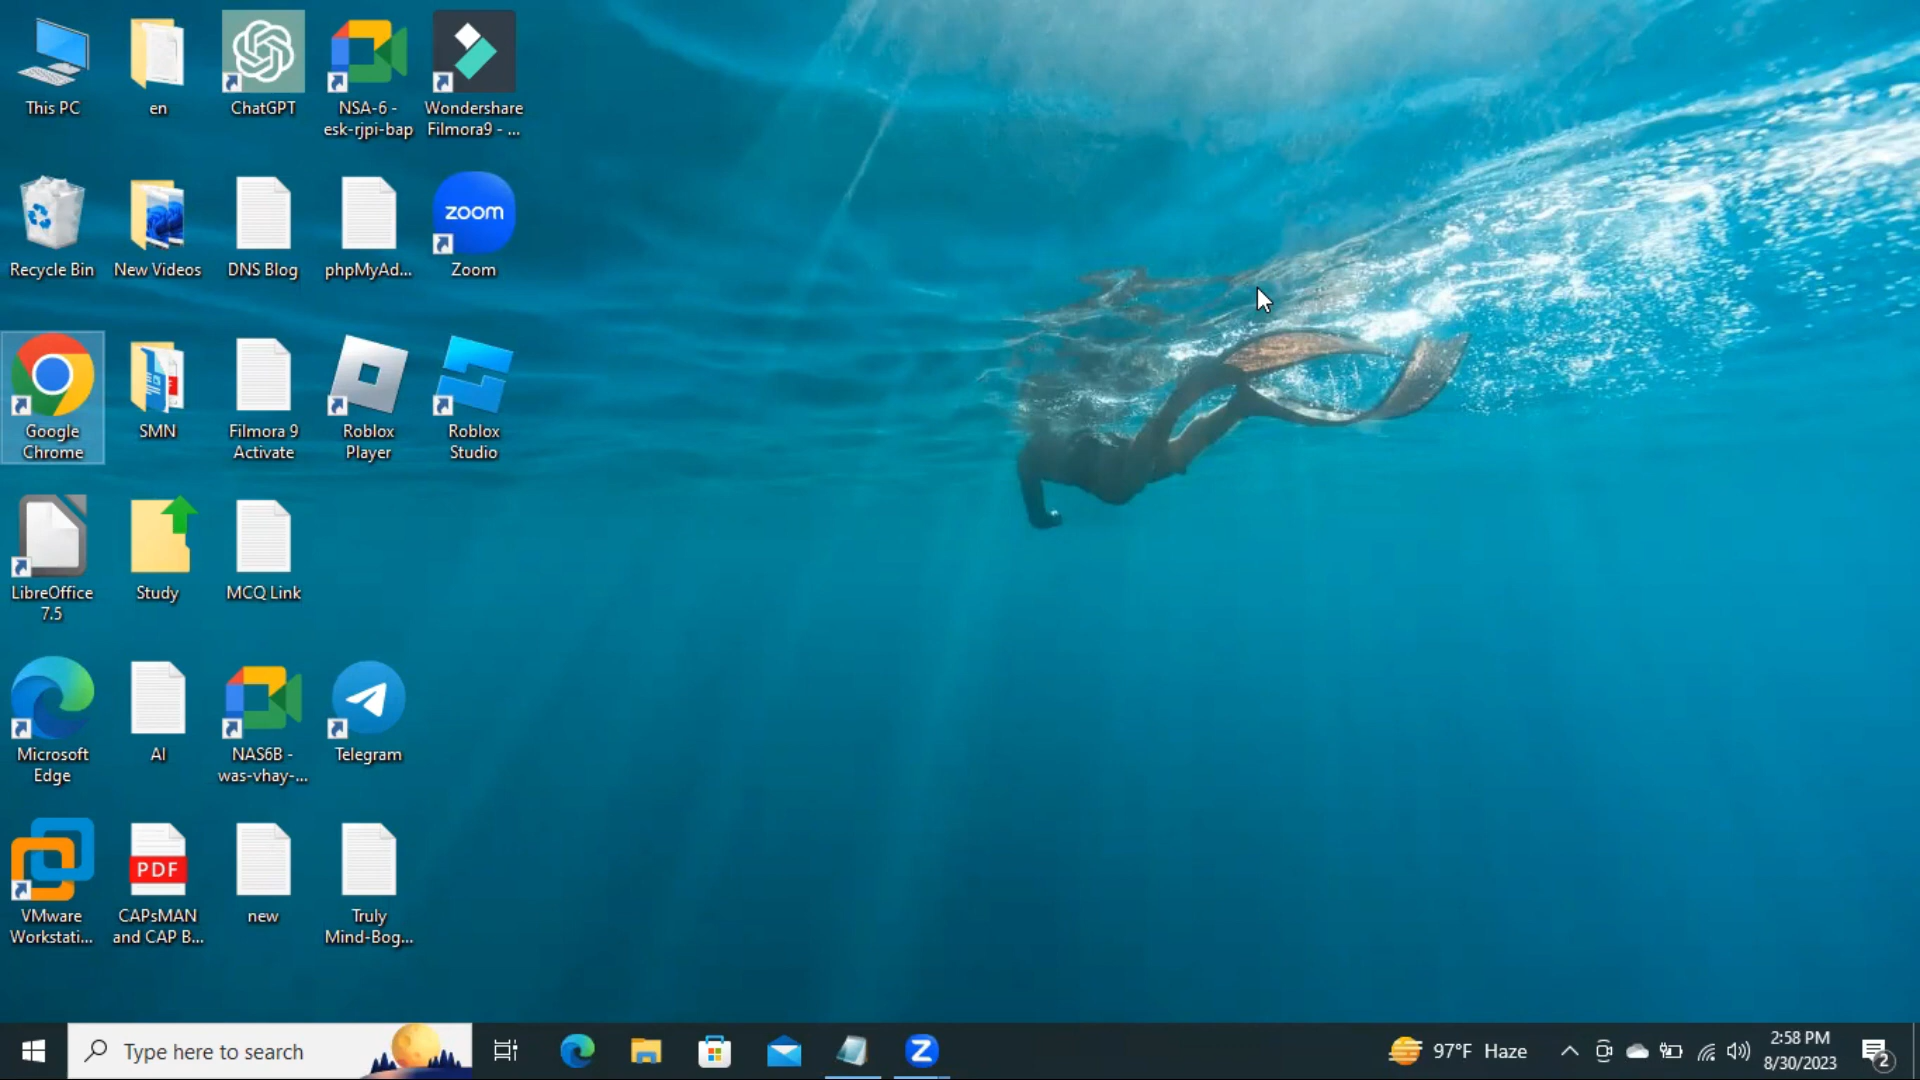 This PC
en
ChatGPT
NSA-6 -
esk-rjpi-bap
Wondershare
Filmora9 - ...
Recycle Bin
New Videos
DNS Blog
phpMyAd...
zoom
Zoom
Google
Chrome
SMN
Filmora 9
Activate
Roblox
Player
Roblox
Studio
LibreOffice
7.5
Study
MCQ Link
Microsoft
Edge
AI
NAS6B -
was-vhay-...
Telegram
VMware
Workstati...
PDF
CAPsMAN
and CAP B...
new
Truly
Mind-Bog...
Type here to search
Z
97°F Haze
2:58 PM
8/30/2023
2